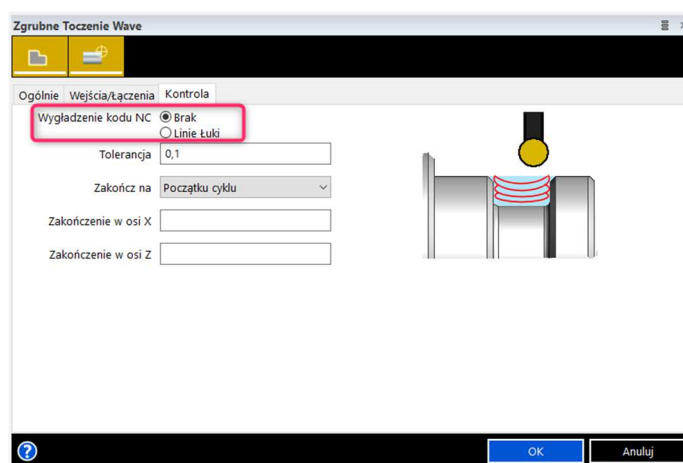 Zgrubne Toczenie Wave
Ogólnie Wejścia/Łączenia Kontrola
Wygładzenie kodu NC Brak
Linie Łuki
Tolerancja 0,1
Zakończ na Początku cyklu
Zakończenie w osi X
Zakończenie w osi Z
? OK Anuluj